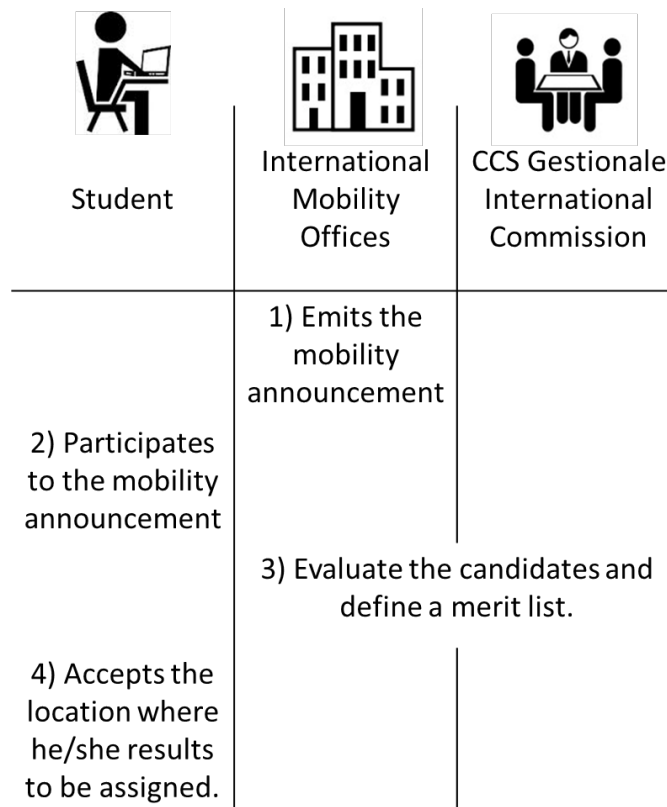 Student
International
Mobility
Offices
CCS Gestionale
International
Commission
1) Emits the
mobility
announcement
2) Participates
to the mobility
announcement
3) Evaluate the candidates and
define a merit list.
4) Accepts the
location where
he/she results
to be assigned.